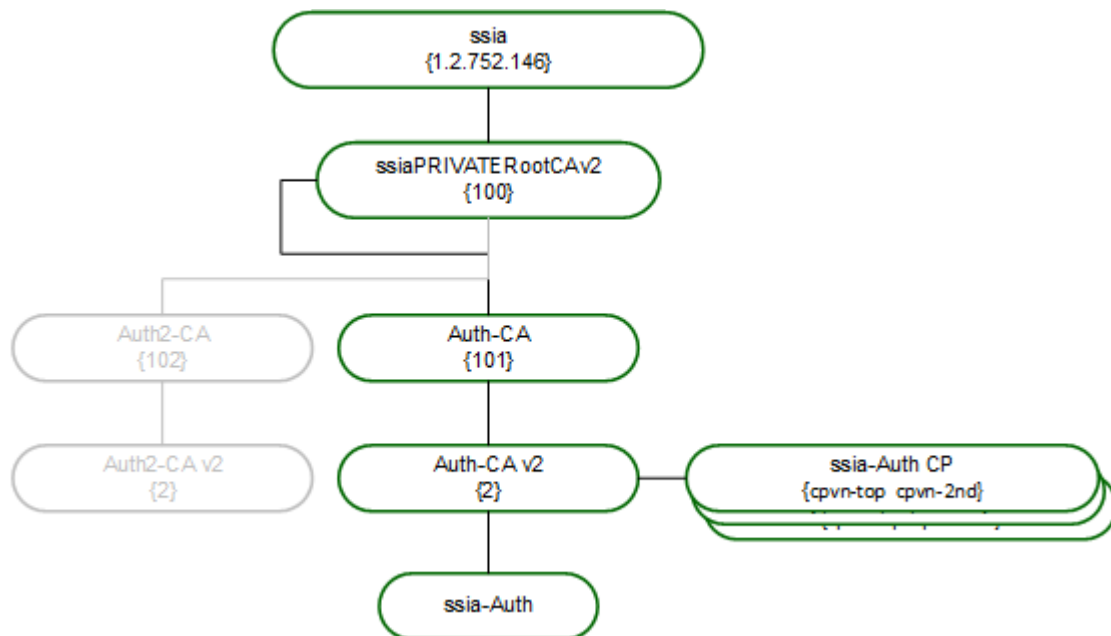 ssia
{1.2.752.146}
ssiaPRIVATERootCAv2
{100}
Auth2-CA
{102}
Auth-CA
{101}
Auth2-CA v2
{2}
Auth-CA v2
{2}
ssia-Auth CP
{cpvn-top cpvn-2nd}
ssia-Auth